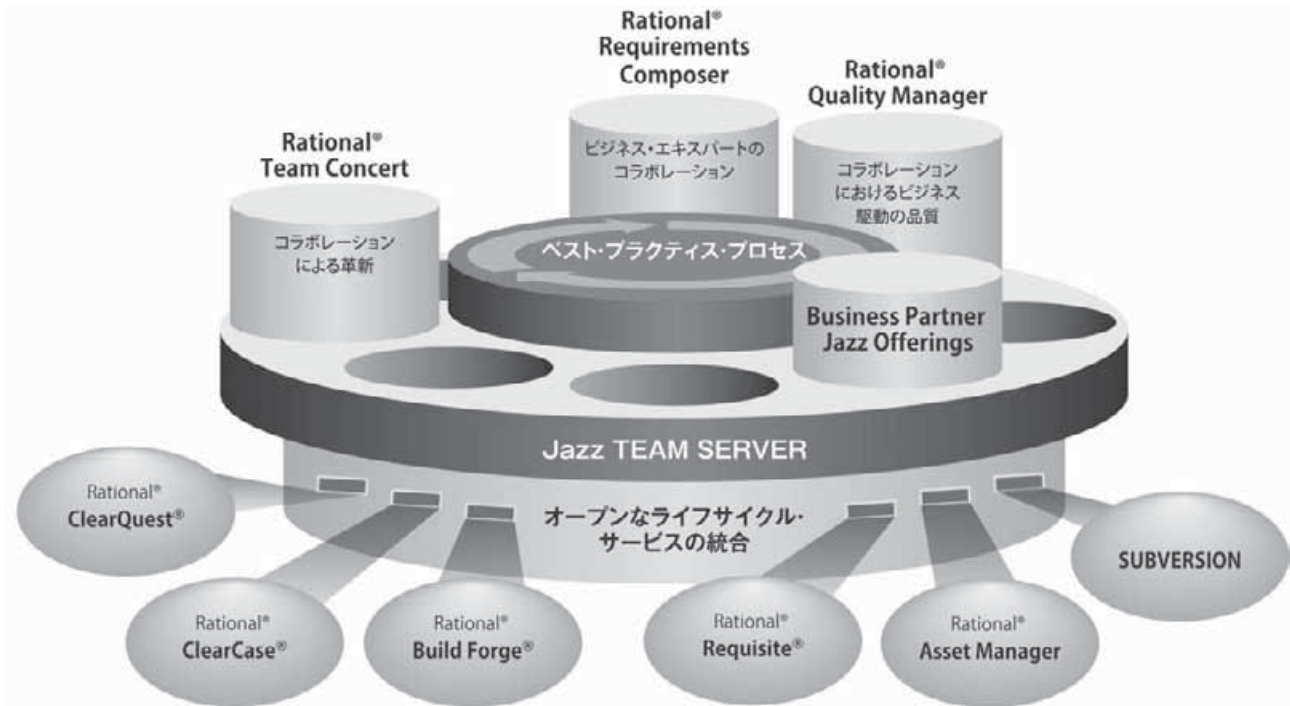 Rational®
Requirements
Composer
Rational®
Quality Manager
Rational®
Team Concert
ビジネス・エキスパートの
コラボレーション
コラボレーション
におけるビジネス
駆動の品質
コラボレーション
による革新
ベスト・プラクティス・プロセス
Business Partner
Jazz Offerings
Jazz TEAM SERVER
オープンなライフサイクル・
サービスの統合
Rational®
ClearQuest®
Rational®
ClearCase®
Rational®
Build Forge®
Rational®
Requisite®
Rational®
Asset Manager
SUBVERSION